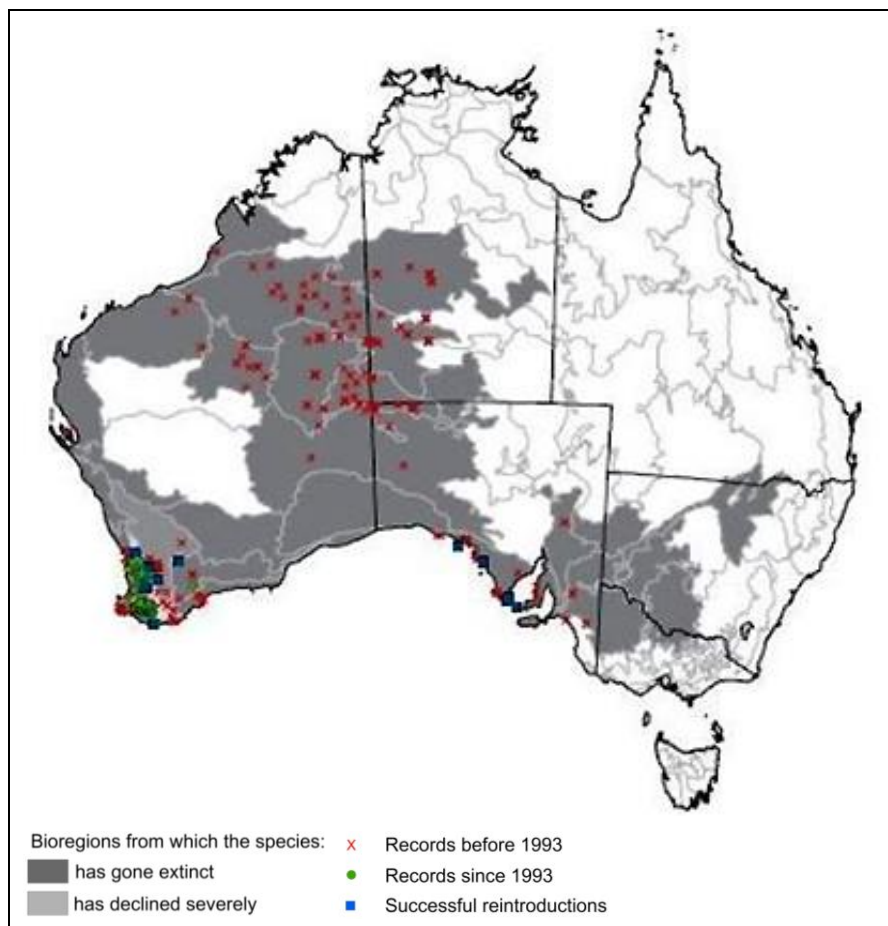 Bioregions from which the species:
has gone extinct
has declined severely
x Records before 1993
Records since 1993
Successful reintroductions